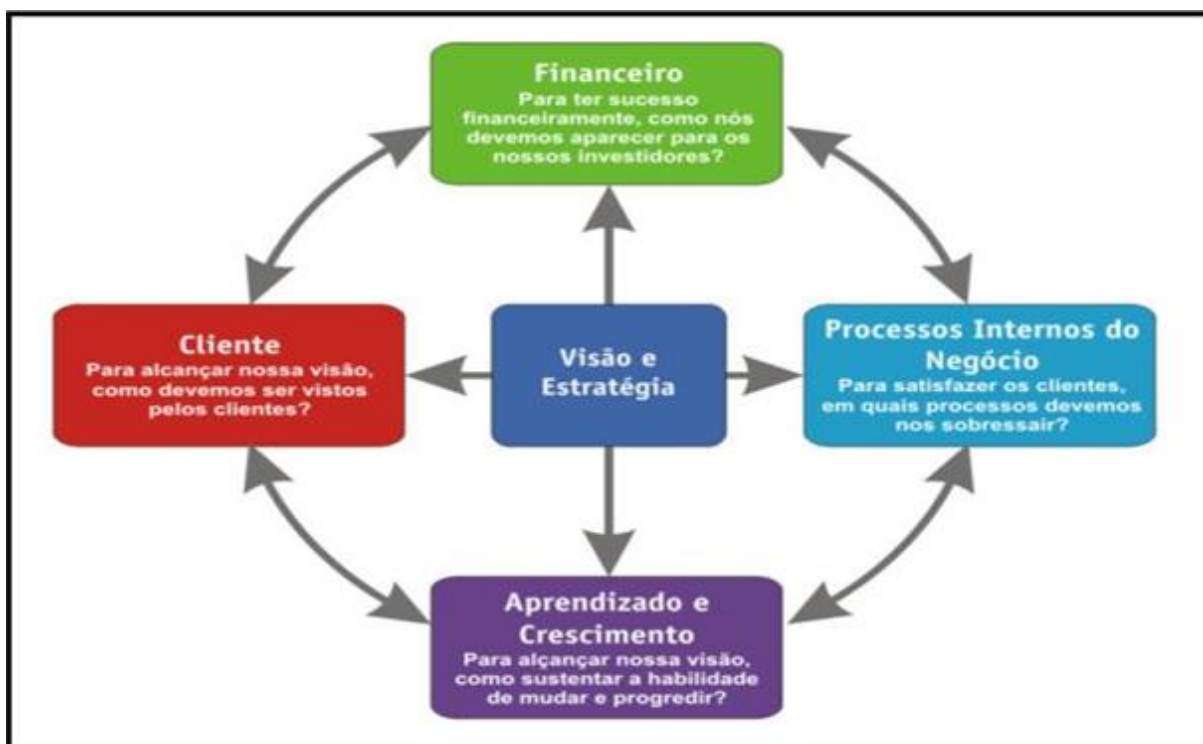 Financeiro
Para ter sucesso
financeiramente, como nós
devemos aparecer para os
nossos investidores?
Cliente
Para alcançar nossa visão,
como devemos ser vistos
pelos clientes?
Visão e
Estratégia
Processos Internos do
Negócio
Para satisfazer os clientes,
em quais processos devemos
nos sobressair?
Aprendizado e
Crescimento
Para alçançar nossa visão,
como sustentar a habilidade
de mudar e progredir?